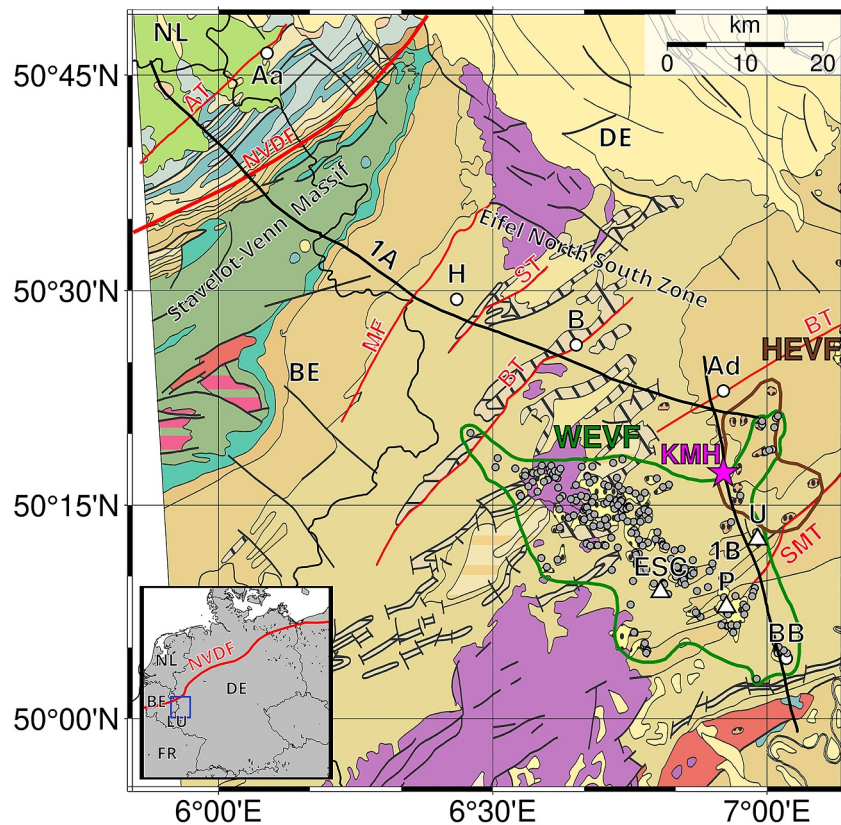 NL
km
0 10 20
50°45'N
Aa
AT
DE
NVDF
Stavelot-Venn Massif
1A
Eifel North South Zone
50°30'N
H
ST
MF
B
BT
BT
HEVF
BE
Ad
WEVF
KMH
50°15'N
U
SMT
ESC
1B
P
BB
NL
NVDF
BE
DE
LU
FR
50°00'N
6°00'E
6°30'E
7°00'E